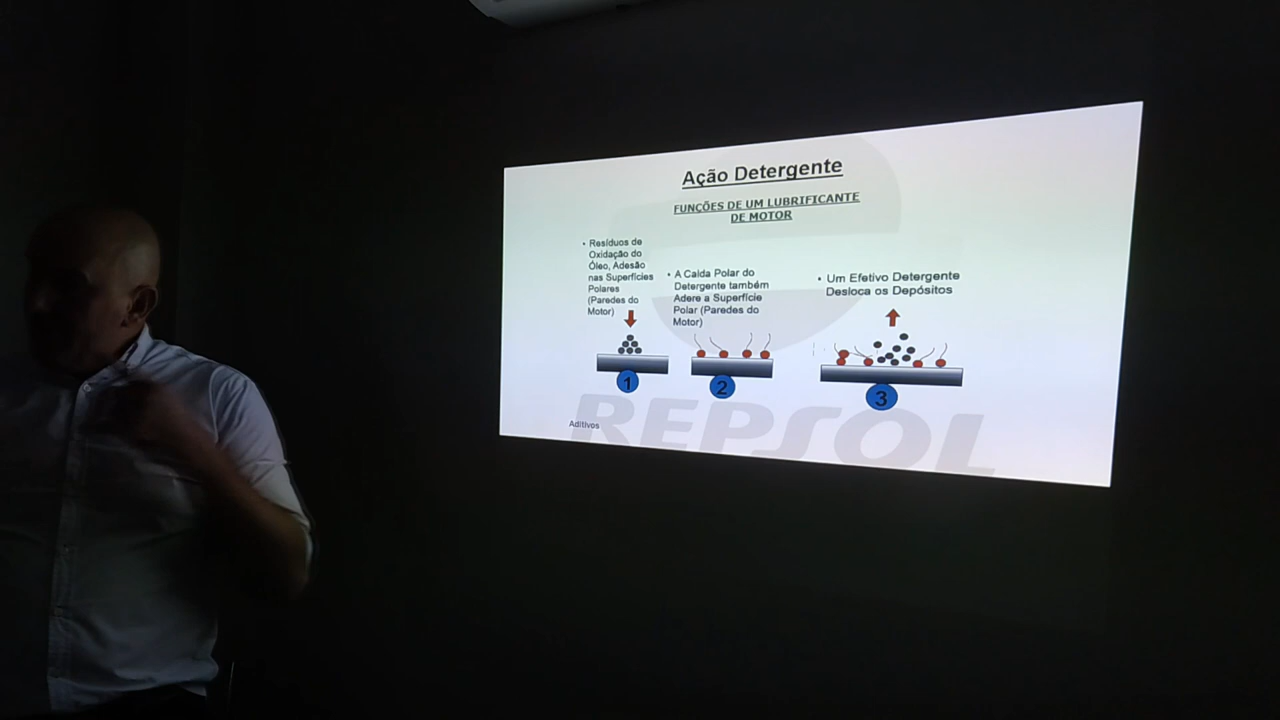 Ação Detergente
FUNCÕES DE UM LUBRIFICANTE
DE MOTOR
• Resíduos de
Oxidação do
Óleo, Adesão
nas Superfícies
Polares
(Paredes do
Motor)
• A Calda Polar do
Detergente também
Adere a Superfície
Polar (Paredes do
Motor)
• Um Efetivo Detergente
Desloca os Depósitos
1
2
3
Aditivos
REPSOL